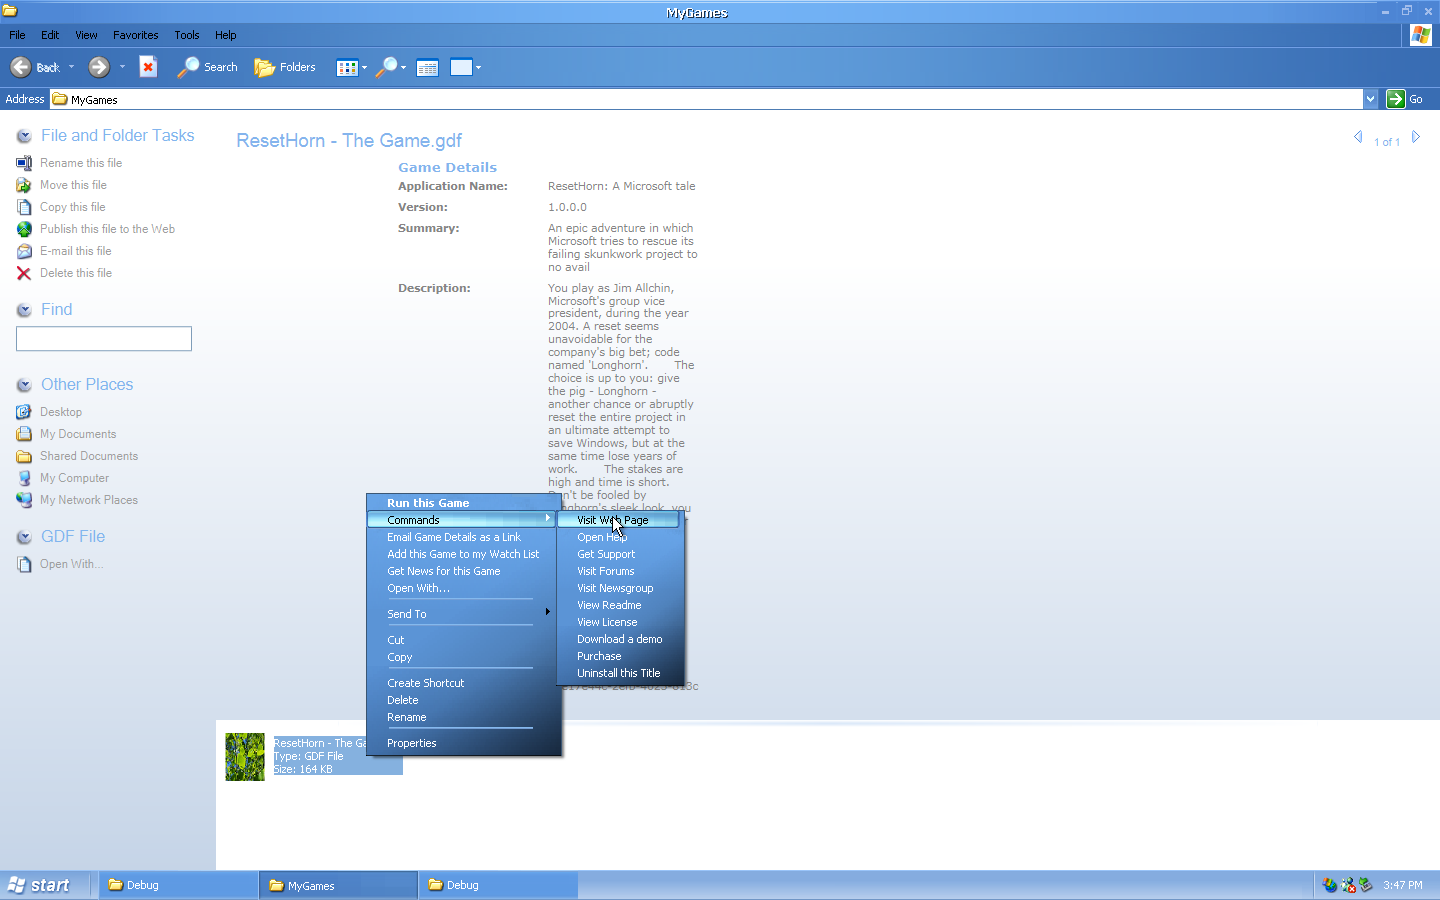 MyGames
File Edit View Favorites Tools Help
Back Search Folders
Address MyGames Go
File and Folder Tasks
Rename this file
Move this file
Copy this file
Publish this file to the Web
E-mail this file
Delete this file
Find
Other Places
Desktop
My Documents
Shared Documents
My Computer
My Network Places
GDF File
Open With...
ResetHorn - The Game.gdf
1 of 1
Game Details
Application Name: ResetHorn: A Microsoft tale
Version: 1.0.0.0
Summary: An epic adventure in which
Microsoft tries to rescue its
failing skunkwork project to
no avail
Description: You play as Jim Allchin,
Microsoft's group vice
president, during the year
2004. A reset seems
unavoidable for the
company's big bet; code
named 'Longhorn'. The
choice is up to you: give
the pig - Longhorn -
another chance or abruptly
reset the entire project in
an ultimate attempt to
save Windows, but at the
same time lose years of
work. The stakes are
high and time is short.
be fooled by
sleek look, you
Run this Game
Commands
Email Game Details as a Link
Add this Game to my Watch List
Get News for this Game
Open With...
Send To
Cut
Copy
Create Shortcut
Delete
Rename
Properties
Visit Web Page
Open Help
Get Support
Visit Forums
Visit Newsgroup
View Readme
View License
Download a demo
Purchase
Uninstall this Title
ResetHorn - The Ga
Type: GDF File
Size: 164 KB
start Debug MyGames Debug 3:47 PM